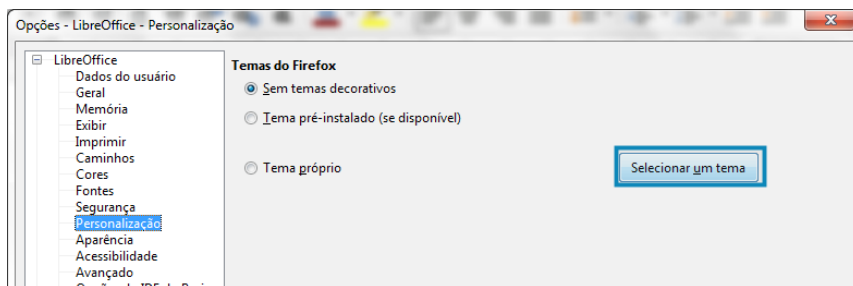 Opções - LibreOffice - Personalização
LibreOffice
Dados do usuário
Geral
Memória
Exibir
Imprimir
Caminhos
Cores
Fontes
Segurança
Personalização
Aparência
Acessibilidade
Avançado
Temas do Firefox
Sem temas decorativos
Tema pré-instalado (se disponível)
Tema próprio
Selecionar um tema